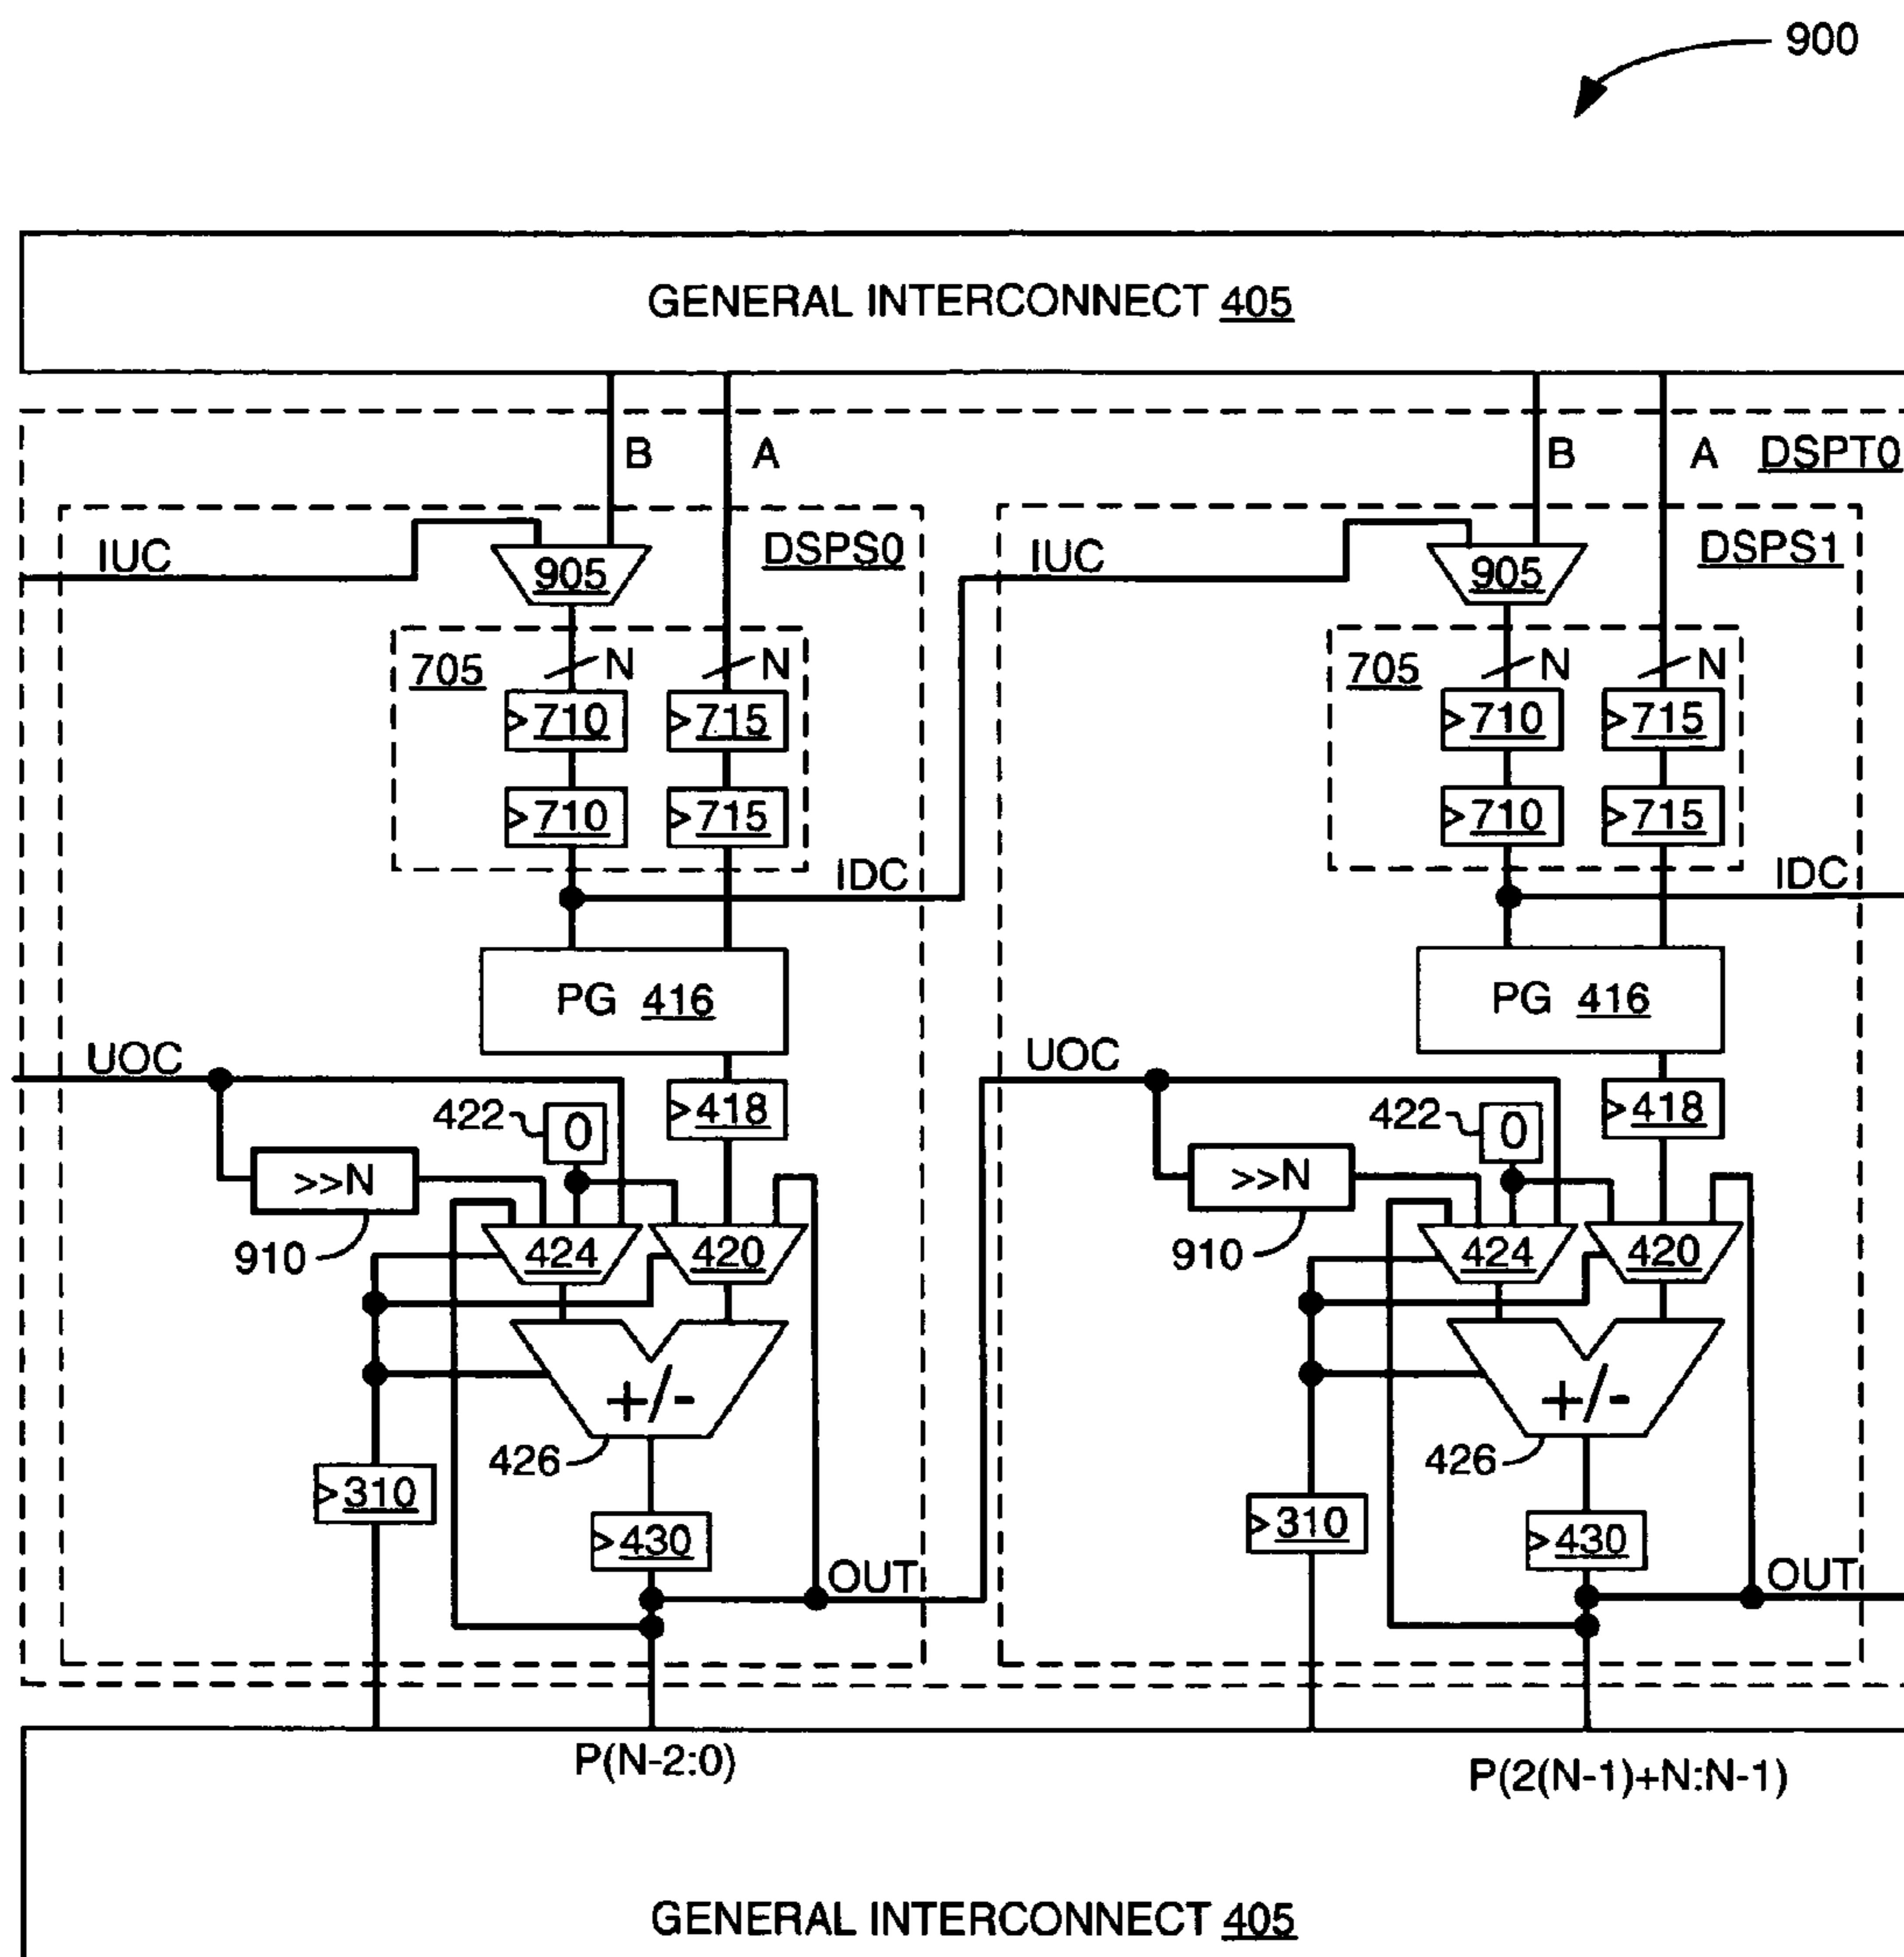 900
GENERAL INTERCONNECT 405
B A B A DSPT0
IUC 905 DSPS0 IUC 905 DSPS1
705 N N 705 N N
>710 >715 >710 >715
>710 >715 >710 >715
IDC IDC
PG 416 PG 416
UOC UOC
422 0 >418 422 0 >418
>>N >>N
910 424 420 910 424 420
+/- +/-
426 426
>310 >310
>430 >430
OUT OUT
P(N-2:0) P(2(N-1)+N:N-1)
GENERAL INTERCONNECT 405